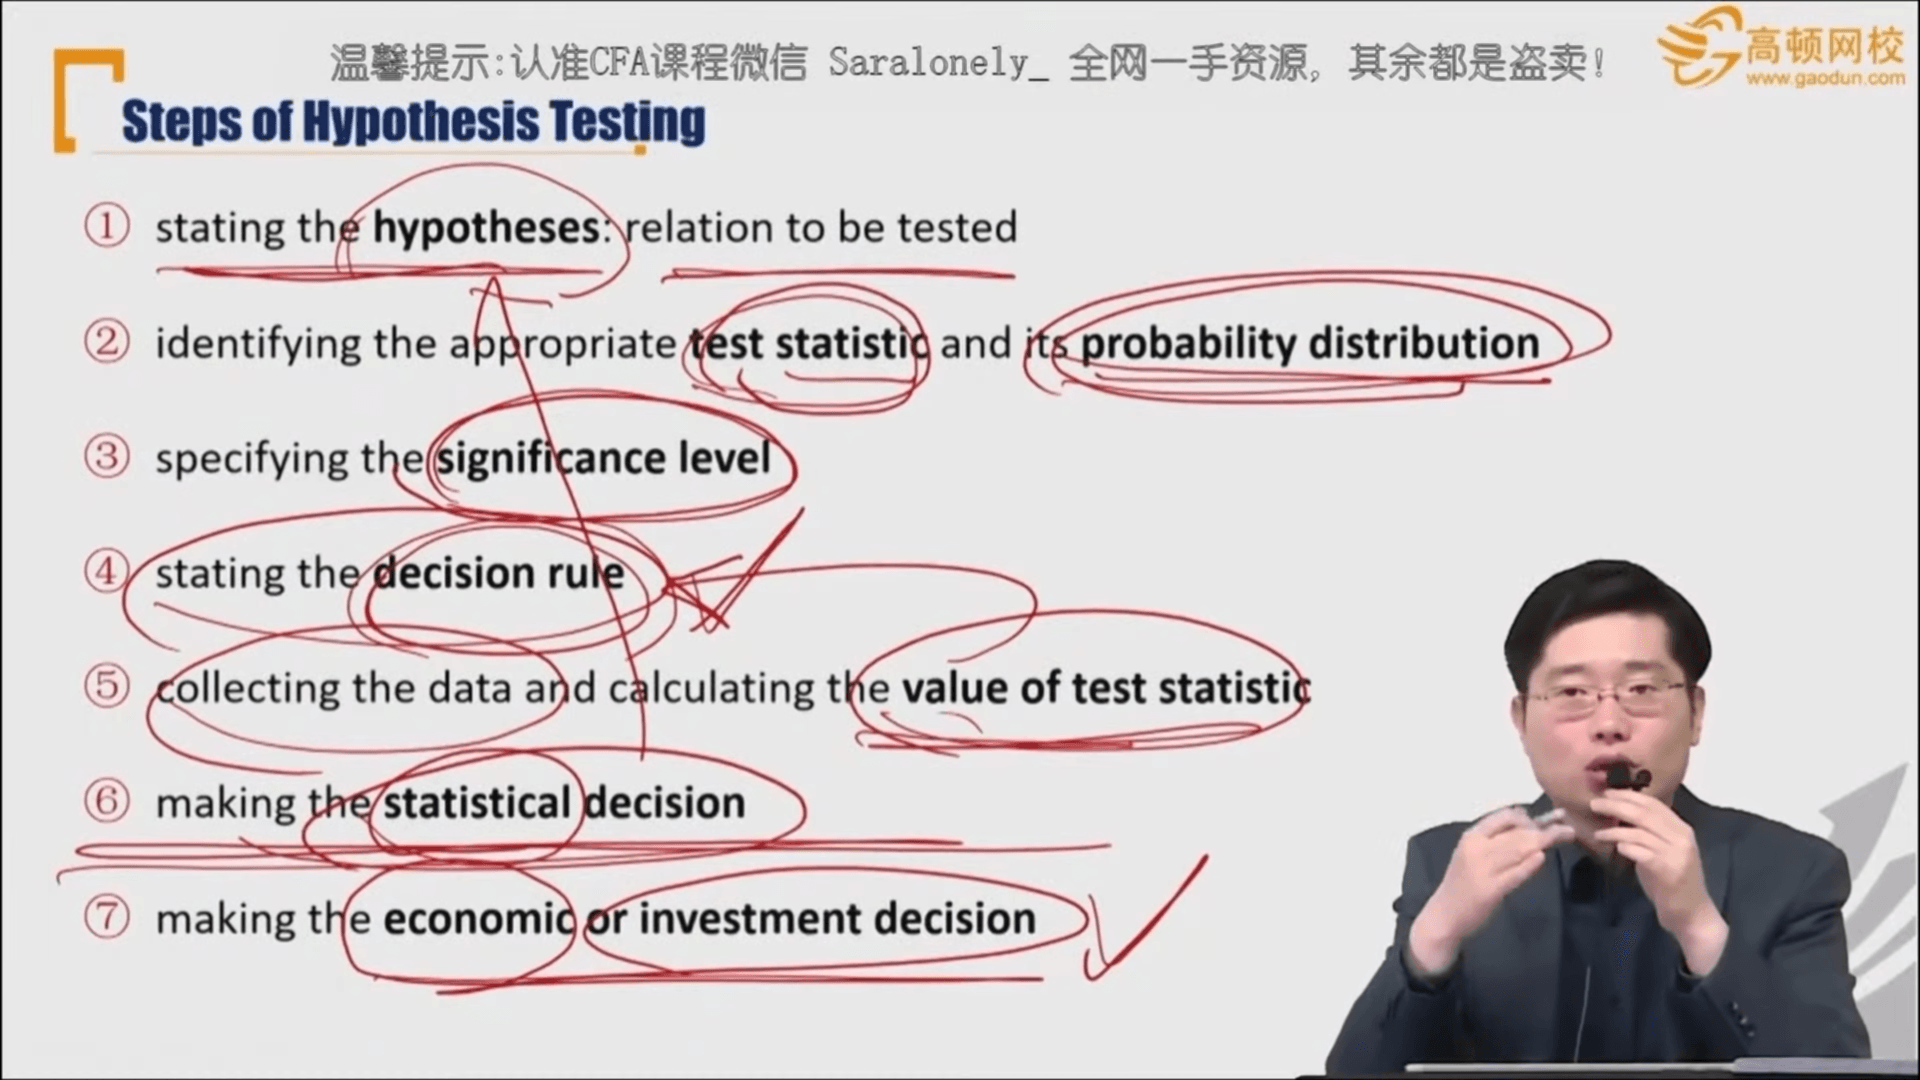 温馨提示:认准CFA课程微信 Saralonely_ 全网一手资源, 其余都是盗卖!
高顿网校
www.gaodun.com
Steps of Hypothesis Testing
① stating the hypotheses: relation to be tested
② identifying the appropriate test statistic and its probability distribution
③ specifying the significance level
④ stating the decision rule
⑤ collecting the data and calculating the value of test statistic
⑥ making the statistical decision
⑦ making the economic or investment decision